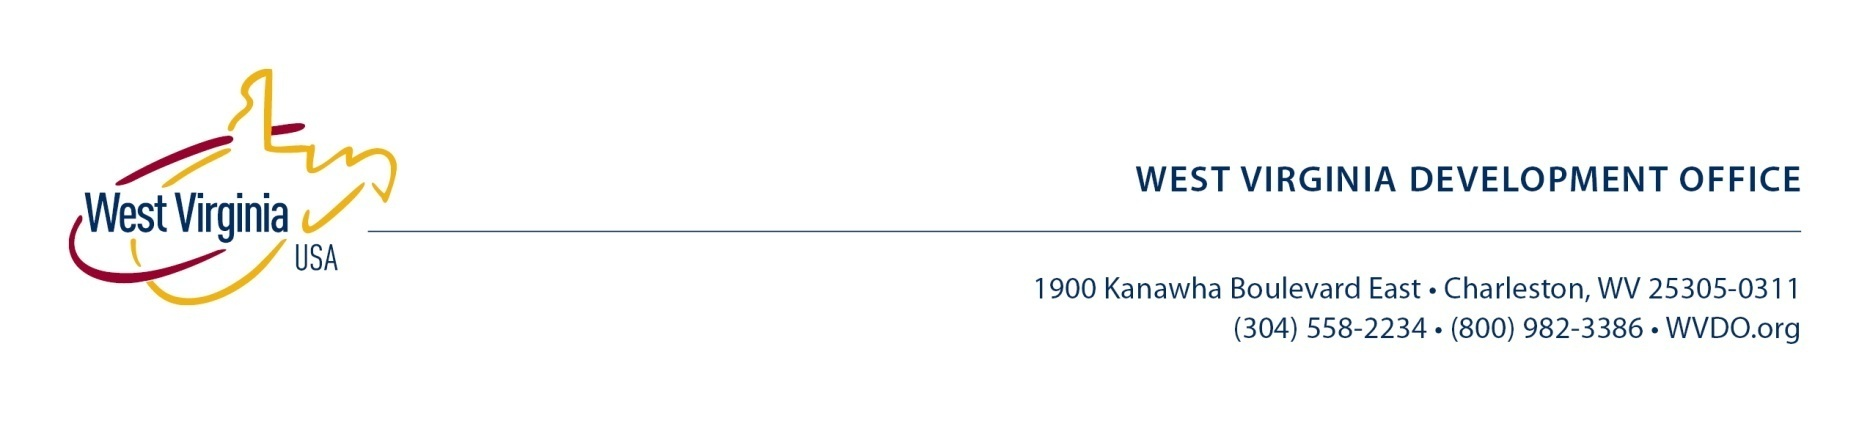 West Virginia
USA
WEST VIRGINIA DEVELOPMENT OFFICE
1900 Kanawha Boulevard East • Charleston, WV 25305-0311
(304) 558-2234 • (800) 982-3386 • WVDO.org